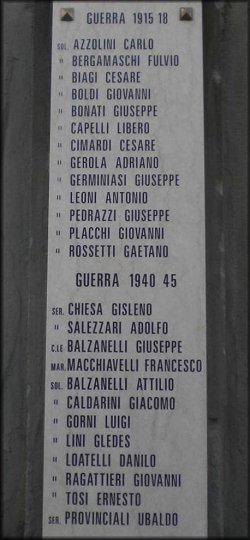 GUERRA 1915 18
SOL. AZZOLINI CARLO
" BERGAMASCHI FULVIO
" BIAGI CESARE
" BOLDI GIOVANNI
" BONATI GIUSEPPE
" CAPELLI LIBERO
" CIMARDI CESARE
" GEROLA ADRIANO
" GERMINIASI GIUSEPPE
" LEONI ANTONIO
" PEDRAZZI GIUSEPPE
" PLACCHI GIOVANNI
" ROSSETTI GAETANO
GUERRA 1940 45
SER. CHIESA GISLENO
" SALEZZARI ADOLFO
C.LE BALZANELLI GIUSEPPE
MAR. MACCHIAVELLI FRANCESCO
SOL. BALZANELLI ATTILIO
" CALDARINI GIACOMO
" GORNI LUIGI
" LINI GLEDES
" LOATELLI DANILO
" RAGATTIERI GIOVANNI
" TOSI ERNESTO
SER. PROVINCIALI UBALDO